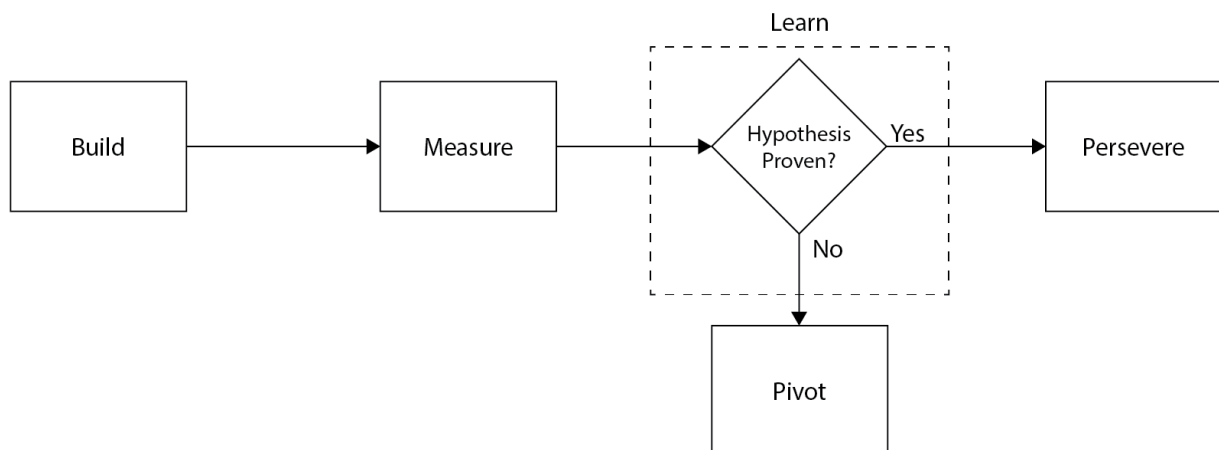 Learn
Build
Measure
Hypothesis
Proven?
Yes
Persevere
No
Pivot